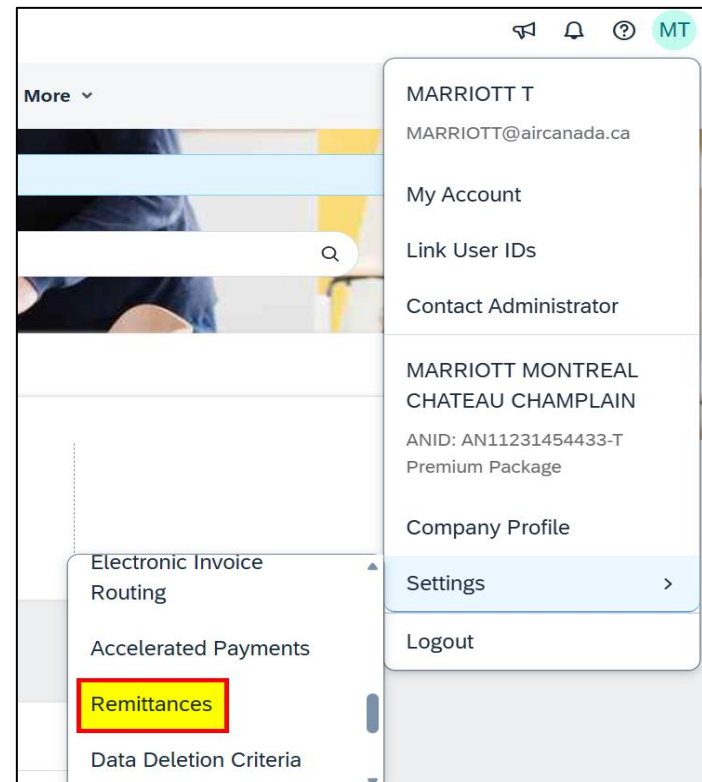 MT
More
MARRIOTT T
MARRIOTT@aircanada.ca
My Account
Link User IDs
Contact Administrator
MARRIOTT MONTREAL
CHATEAU CHAMPLAIN
ANID: AN11231454433-T
Premium Package
Company Profile
Settings
Logout
Electronic Invoice
Routing
Accelerated Payments
Remittances
Data Deletion Criteria